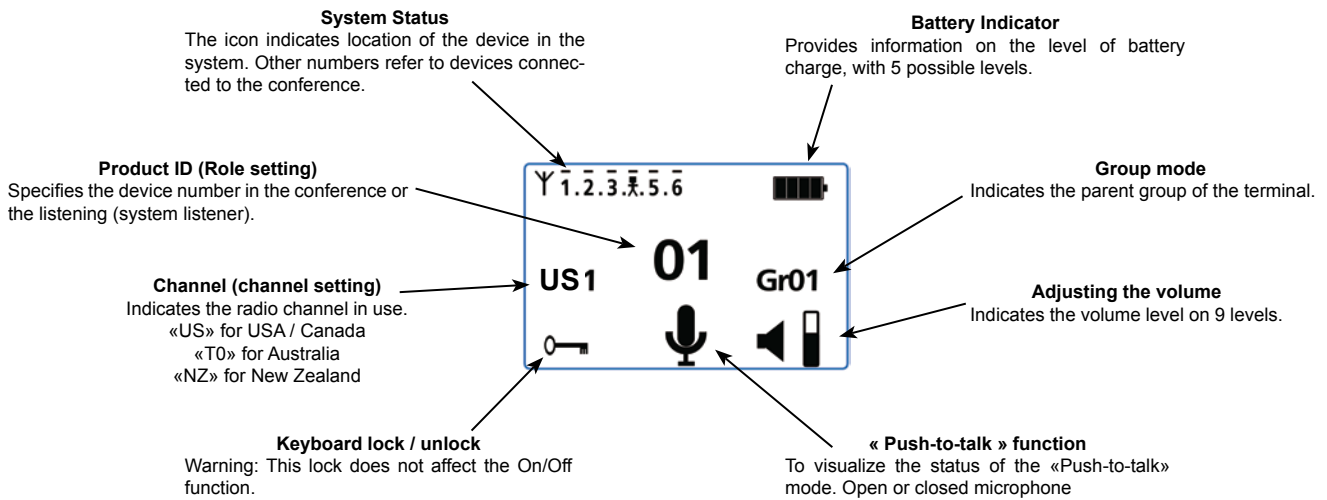 System Status
The icon indicates location of the device in the
system. Other numbers refer to devices connec-
ted to the conference.
Battery Indicator
Provides information on the level of battery
charge, with 5 possible levels.
Product ID (Role setting)
Specifies the device number in the conference or
the listening (system listener).
Group mode
Indicates the parent group of the terminal.
1.2.3. .5.6
01
US1
Gr01
Channel (channel setting)
Indicates the radio channel in use.
«US» for USA / Canada
«T0» for Australia
«NZ» for New Zealand
Adjusting the volume
Indicates the volume level on 9 levels.
Keyboard lock / unlock
Warning: This lock does not affect the On/Off
function.
« Push-to-talk » function
To visualize the status of the «Push-to-talk»
mode. Open or closed microphone